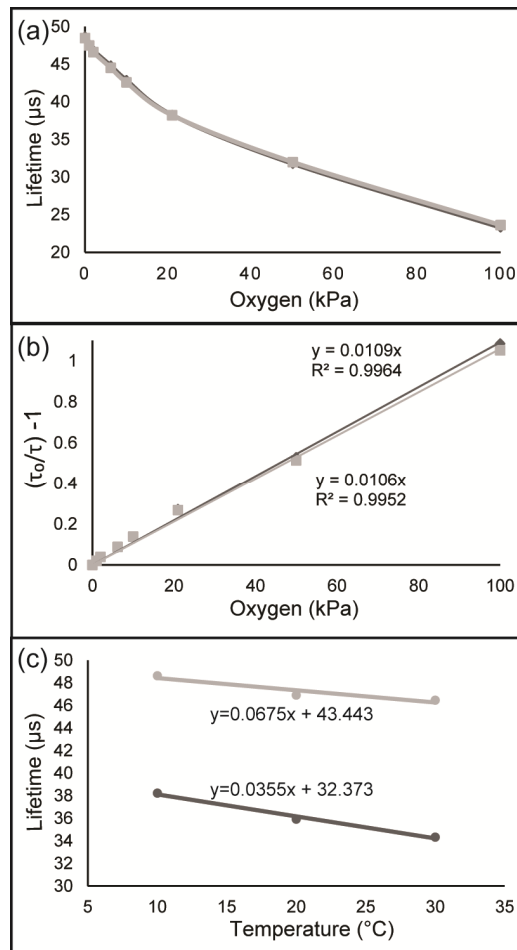 (a)
50
45
40
35
30
25
20
Lifetime (µs)
0 20 40 60 80 100
Oxygen (kPa)
(b)
1
0.8
0.6
0.4
0.2
0
(τ₀/τ) -1
y = 0.0109x
R² = 0.9964
y = 0.0106x
R² = 0.9952
0 20 40 60 80 100
Oxygen (kPa)
(c)
50
48
46
44
42
40
38
36
34
32
30
Lifetime (µs)
y=0.0675x + 43.443
y=0.0355x + 32.373
5 10 15 20 25 30 35
Temperature (°C)